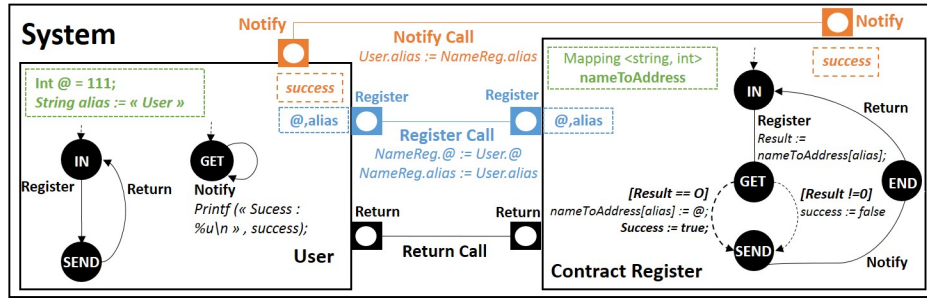 System
Notify
Notify
Notify Call
User.alias := NameReg.alias
Int @ = 111;
String alias := « User »
success
@,alias
Register
Register
Register Call
NameReg.@ := User.@
NameReg.alias := User.alias
@,alias
Mapping <string, int>
nameToAddress
success
IN
Register
Return
SEND
GET
Notify
Printf (« Sucess :
%u\n » , success);
User
Return
Return
Return Call
IN
Register
Result :=
nameToAddress[alias];
Return
GET
END
[Result == O]
nameToAddress[alias] := @;
Success := true;
[Result !=0]
success := false
SEND
Notify
Contract Register